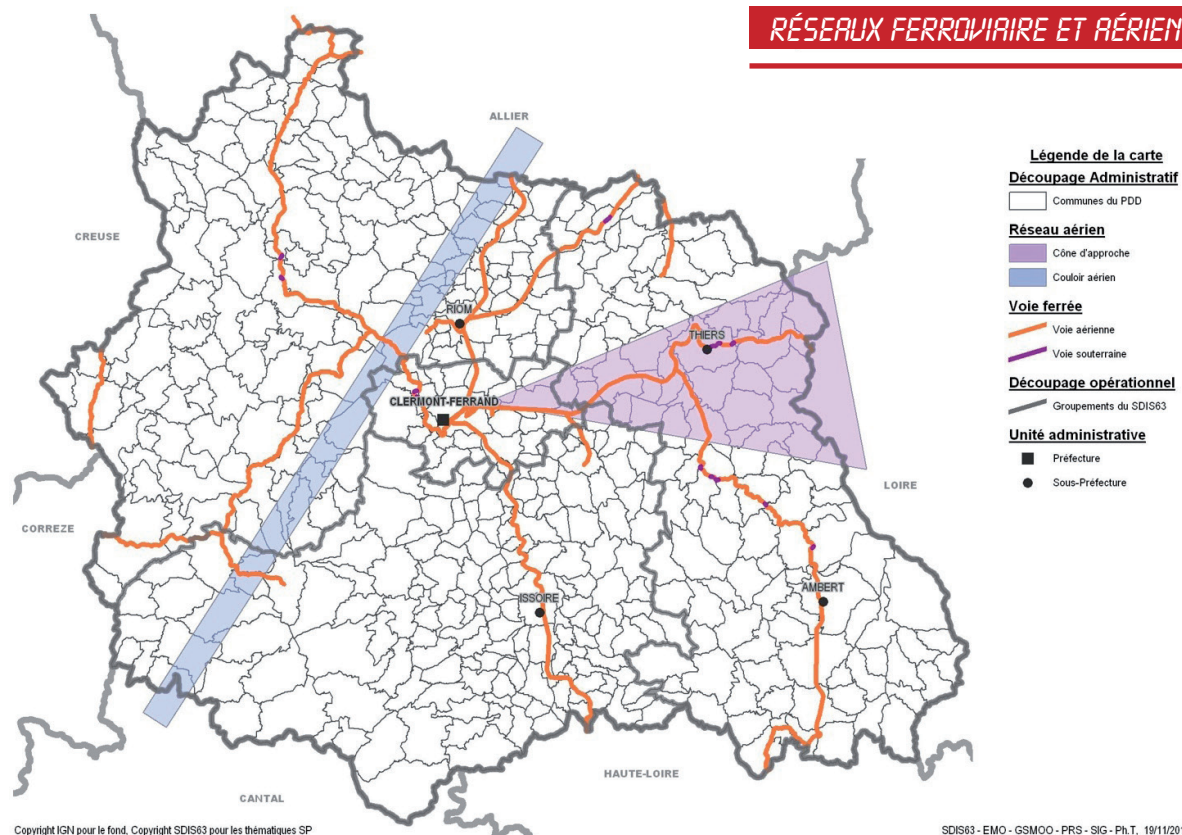 RÉSEAUX FERROVIAIRE ET AÉRIEN
ALLIER
CREUSE
RIOM
THIERS
CLERMONT-FERRAND
LOIRE
CORREZE
ISSOIRE
AMBERT
HAUTE-LOIRE
CANTAL
Légende de la carte
Découpage Administratif
Communes du PDD
Réseau aérien
Cône d'approche
Couloir aérien
Voie ferrée
Voie aérienne
Voie souterraine
Découpage opérationnel
Groupements du SDIS63
Unité administrative
Préfecture
Sous-Préfecture
Copyright IGN pour le fond, Copyright SDIS63 pour les thématiques SP
SDIS63 - EMO - GSMOO - PRS - SIG - Ph.T, 19/11/201